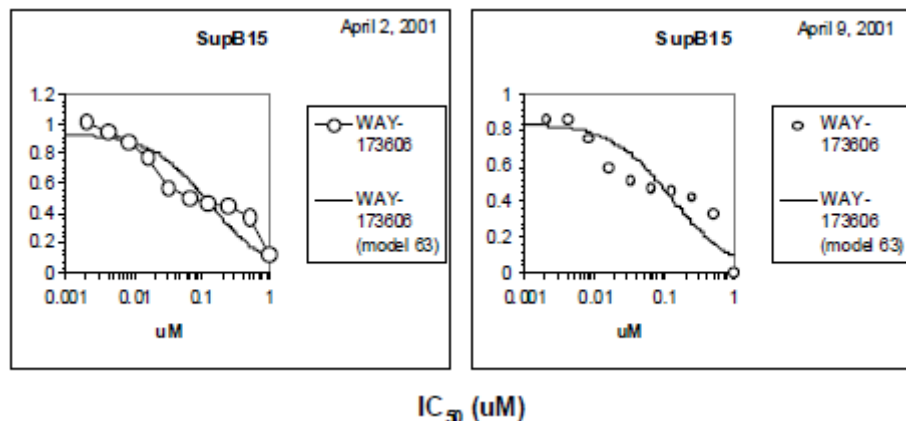 April 2, 2001
SupB15
1.2
1
0.8
0.6
0.4
0.2
0
0.001
0.01
0.1
1
uM
WAY-
173606
WAY-
173606
(model 63)
April 9, 2001
SupB15
1
0.8
0.6
0.4
0.2
0
0.001
0.01
0.1
1
uM
WAY-
173606
WAY-
173606
(model 63)
IC50 (uM)